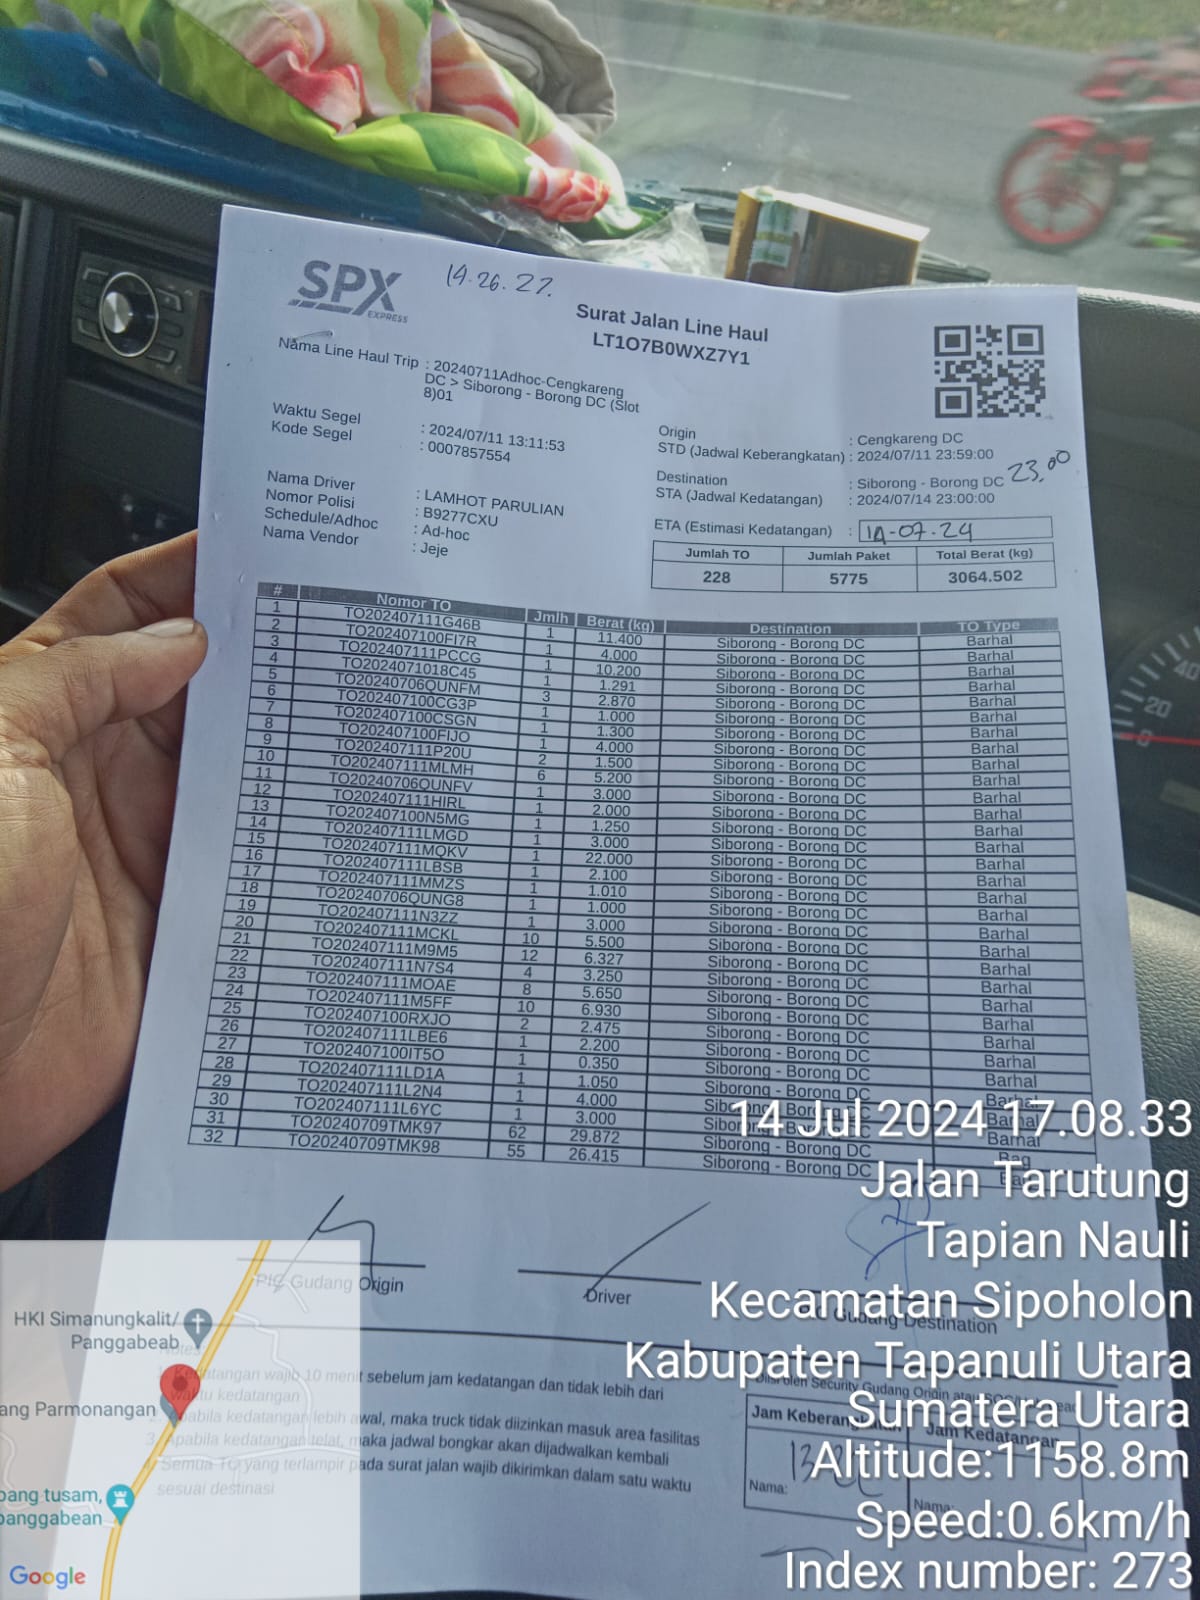 SPX
EXPRESS
19.26.27.
Surat Jalan Line Haul
LT1O7B0WXZ7Y1
Nama Line Haul Trip : 20240711Adhoc-Cengkareng
DC > Siborong - Borong DC (Slot
8)01
Waktu Segel : 2024/07/11 13:11:53
Kode Segel : 0007857554
Nama Driver : LAMHOT PARULIAN
Nomor Polisi : B9277CXU
Schedule/Adhoc : Ad-hoc
Nama Vendor : Jeje
Origin : Cengkareng DC
STD (Jadwal Keberangkatan) : 2024/07/11 23:59:00
Destination : Siborong - Borong DC 23.00
STA (Jadwal Kedatangan) : 2024/07/14 23:00:00
ETA (Estimasi Kedatangan) : 14-07.24
Jumlah TO Jumlah Paket Total Berat (kg)
228 5775 3064.502
# Nomor TO Jmlh Berat (kg) Destination TO Type
1 TO202407111G46B 1 11.400 Siborong - Borong DC Barhal
2 TO202407100FI7R 1 4.000 Siborong - Borong DC Barhal
3 TO202407111PCCG 1 10.200 Siborong - Borong DC Barhal
4 TO2024071018C45 1 1.291 Siborong - Borong DC Barhal
5 TO20240706QUNFM 3 2.870 Siborong - Borong DC Barhal
6 TO202407100CG3P 1 1.000 Siborong - Borong DC Barhal
7 TO202407100CSGN 1 1.300 Siborong - Borong DC Barhal
8 TO202407100FIJO 1 4.000 Siborong - Borong DC Barhal
9 TO202407111P20U 2 1.500 Siborong - Borong DC Barhal
10 TO202407111MLMH 6 5.200 Siborong - Borong DC Barhal
11 TO20240706QUNFV 1 3.000 Siborong - Borong DC Barhal
12 TO202407111HIRL 1 2.000 Siborong - Borong DC Barhal
13 TO202407100N5MG 1 1.250 Siborong - Borong DC Barhal
14 TO202407111LMGD 1 3.000 Siborong - Borong DC Barhal
15 TO202407111MQKV 1 22.000 Siborong - Borong DC Barhal
16 TO202407111LBSB 1 2.100 Siborong - Borong DC Barhal
17 TO202407111MMZS 1 1.010 Siborong - Borong DC Barhal
18 TO20240706QUNG8 1 1.000 Siborong - Borong DC Barhal
19 TO202407111N3ZZ 1 3.000 Siborong - Borong DC Barhal
20 TO202407111MCKL 10 5.500 Siborong - Borong DC Barhal
21 TO202407111M9M5 12 6.327 Siborong - Borong DC Barhal
22 TO202407111N7S4 4 3.250 Siborong - Borong DC Barhal
23 TO202407111MOAE 8 5.650 Siborong - Borong DC Barhal
24 TO202407111M5FF 10 6.930 Siborong - Borong DC Barhal
25 TO202407100RXJO 2 2.475 Siborong - Borong DC Barhal
26 TO202407111LBE6 1 2.200 Siborong - Borong DC Barhal
27 TO202407100IT5O 1 0.350 Siborong - Borong DC Barhal
28 TO202407111LD1A 1 1.050 Siborong - Borong DC Barhal
29 TO202407111L2N4 1 4.000 Siborong - Borong DC Barhal
30 TO202407111L6YC 1 3.000 Siborong - Borong DC Barhal
31 TO20240709TMK97 62 29.872 Siborong - Borong DC Bag
32 TO20240709TMK98 55 26.415 Siborong - Borong DC
PIC Gudang Origin
Driver
Gudang Destination
Notes:
Kedatangan wajib 10 menit sebelum jam kedatangan dan tidak lebih dari
waktu kedatangan
2. Apabila kedatangan lebih awal, maka truck tidak diizinkan masuk area fasilitas
3. Apabila kedatangan telat, maka jadwal bongkar akan dijadwalkan kembali
4. Semua TO yang terlampir pada surat jalan wajib dikirimkan dalam satu waktu
sesuai destinasi
Diisi oleh Security Gudang Origin atau
Jam Kedatangan
Nama:
Nama:
14 Jul 2024 17.08.33
Jalan Tarutung
Tapian Nauli
Kecamatan Sipoholon
Kabupaten Tapanuli Utara
Sumatera Utara
Altitude:1158.8m
Speed:0.6km/h
Index number: 273
HKI Simanungkalit/
Panggabeab
ang Parmonangan
bang tusam,
panggabean
Google
40
20
0